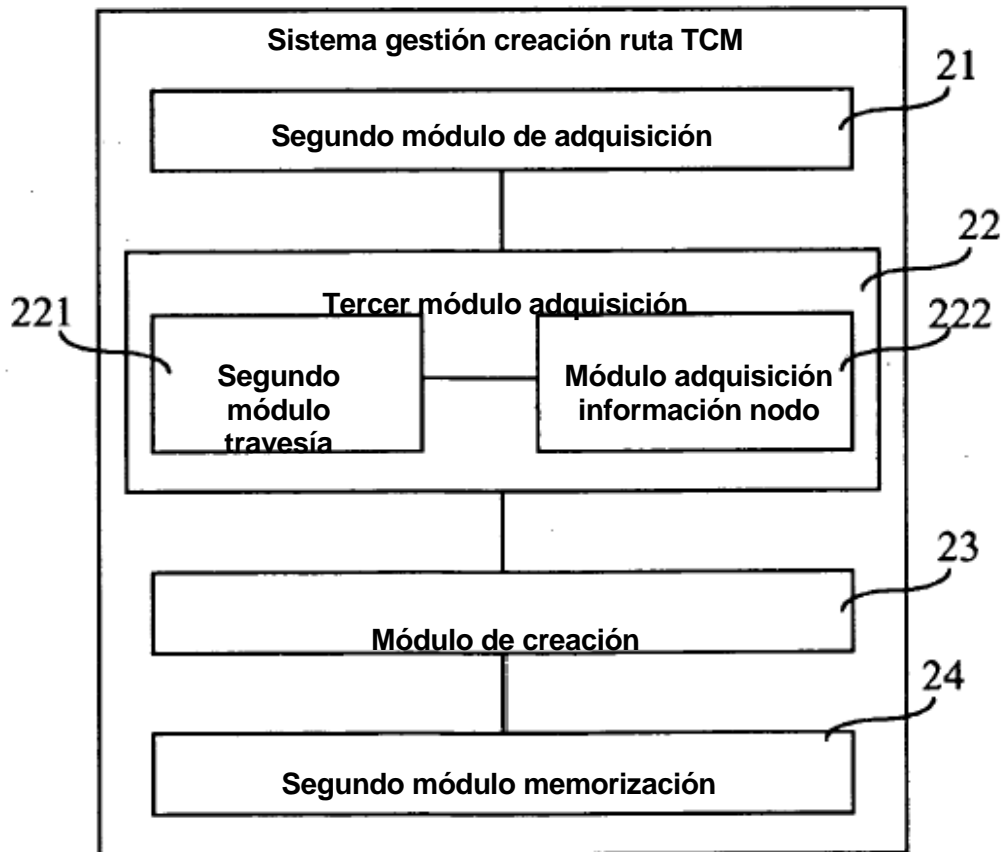 Sistema gestión creación ruta TCM
21
Segundo módulo de adquisición
22
Tercer módulo adquisición
221
222
Segundo
módulo
travesía
Módulo adquisición
información nodo
23
Módulo de creación
24
Segundo módulo memorización